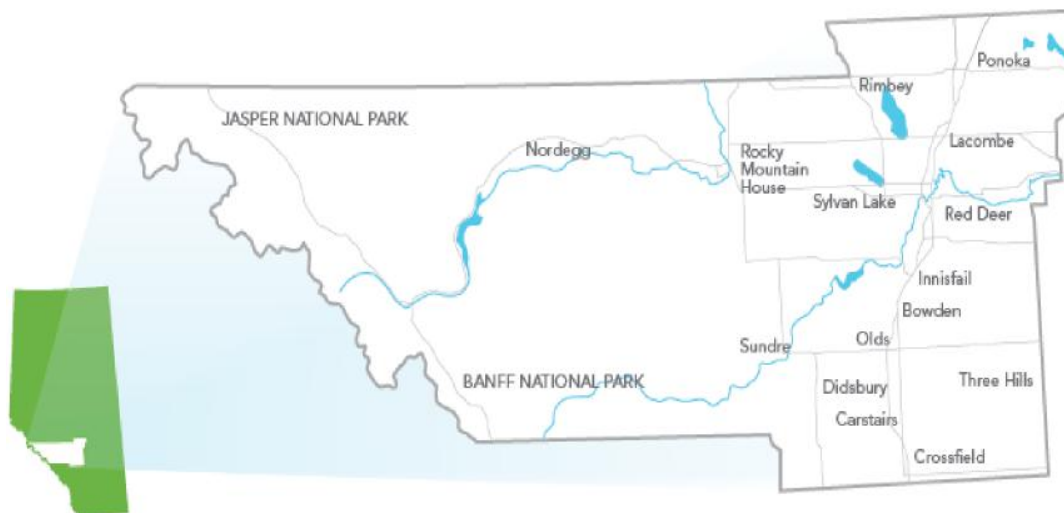 Ponoka
Rimbey
JASPER NATIONAL PARK
Lacombe
Nordegg
Rocky
Mountain
House
Sylvan Lake
Red Deer
Innisfail
Bowden
Olds
Sundre
BANFF NATIONAL PARK
Didsbury
Three Hills
Carstairs
Crossfield